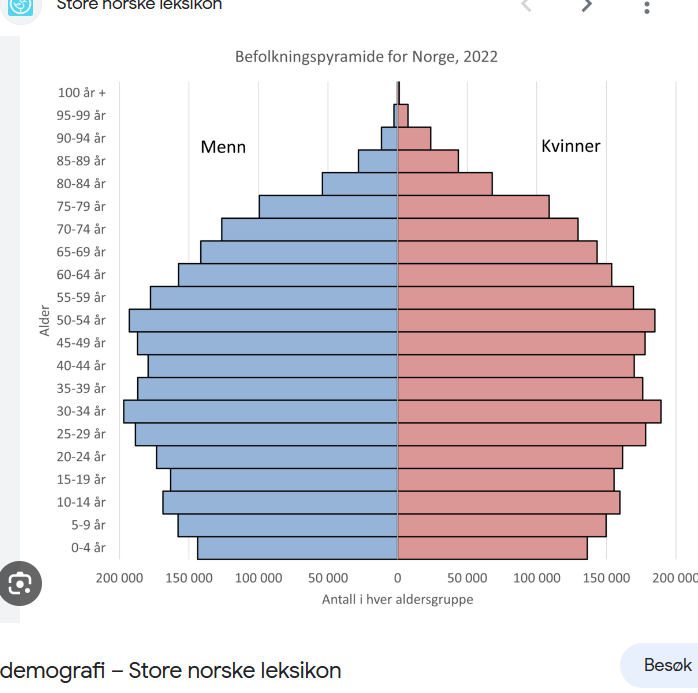 Store norske leksikon
Befolkningspyramide for Norge, 2022
Menn
Kvinner
Alder
100 år +
95-99 år
90-94 år
85-89 år
80-84 år
75-79 år
70-74 år
65-69 år
60-64 år
55-59 år
50-54 år
45-49 år
40-44 år
35-39 år
30-34 år
25-29 år
20-24 år
15-19 år
10-14 år
5-9 år
0-4 år
200 000 150 000 100 000 50 000 0 50 000 100 000 150 000 200 000
Antall i hver aldersgruppe
demografi – Store norske leksikon
Besøk